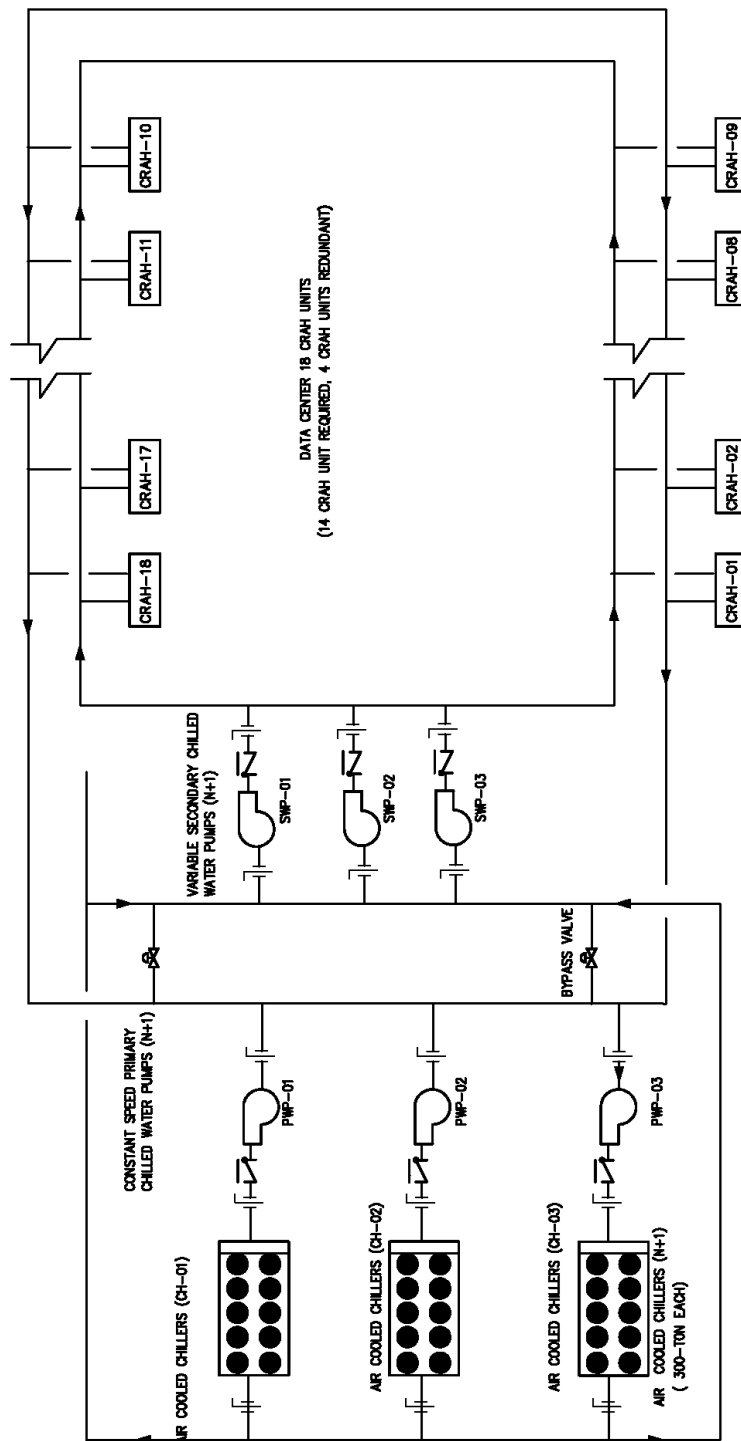 CRAH-10
CRAH-11
CRAH-17
CRAH-18
DATA CENTER 18 CRAH UNITS
(14 CRAH UNIT REQUIRED, 4 CRAH UNITS REDUNDANT)
CRAH-09
CRAH-08
CRAH-02
CRAH-01
VARIABLE SECONDARY CHILLED
WATER PUMPS (N+1)
SWP-01
SWP-02
SWP-03
BYPASS VALVE
CONSTANT SPEED PRIMARY
CHILLED WATER PUMPS (N+1)
PWP-01
PWP-02
PWP-03
AIR COOLED CHILLERS (CH-01)
AIR COOLED CHILLERS (CH-02)
AIR COOLED CHILLERS (CH-03)
AIR COOLED CHILLERS (N+1)
( 300-TON EACH)